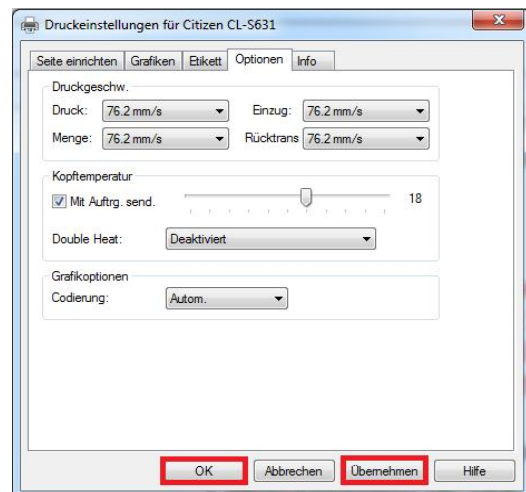 Druckeinstellungen für Citizen CL-S631
Seite einrichten Grafiken Etikett Optionen Info
Druckgeschw.
Druck: 76.2 mm/s Einzug: 76.2 mm/s
Menge: 76.2 mm/s Rücktrans 76.2 mm/s
Kopftemperatur
Mit Auftrg. send. 18
Double Heat: Deaktiviert
Grafikoptionen
Codierung: Autom.
OK Abbrechen Übernehmen Hilfe